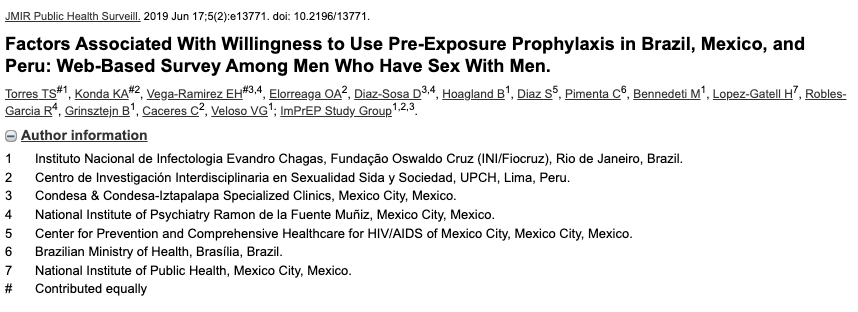 JMIR Public Health Surveill. 2019 Jun 17;5(2):e13771. doi: 10.2196/13771.
Factors Associated With Willingness to Use Pre-Exposure Prophylaxis in Brazil, Mexico, and
Peru: Web-Based Survey Among Men Who Have Sex With Men.
Torres TS#1, Konda KA#2, Vega-Ramirez EH#3,4, Elorreaga OA2, Diaz-Sosa D3,4, Hoagland B1, Diaz S5, Pimenta C6, Bennedeti M1, Lopez-Gatell H7, Robles-
Garcia R4, Grinsztejn B1, Caceres C2, Veloso VG1; ImPrEP Study Group1,2,3.
Author information
1 Instituto Nacional de Infectologia Evandro Chagas, Fundação Oswaldo Cruz (INI/Fiocruz), Rio de Janeiro, Brazil.
2 Centro de Investigación Interdisciplinaria en Sexualidad Sida y Sociedad, UPCH, Lima, Peru.
3 Condesa & Condesa-Iztapalapa Specialized Clinics, Mexico City, Mexico.
4 National Institute of Psychiatry Ramon de la Fuente Muñiz, Mexico City, Mexico.
5 Center for Prevention and Comprehensive Healthcare for HIV/AIDS of Mexico City, Mexico City, Mexico.
6 Brazilian Ministry of Health, Brasília, Brazil.
7 National Institute of Public Health, Mexico City, Mexico.
# Contributed equally